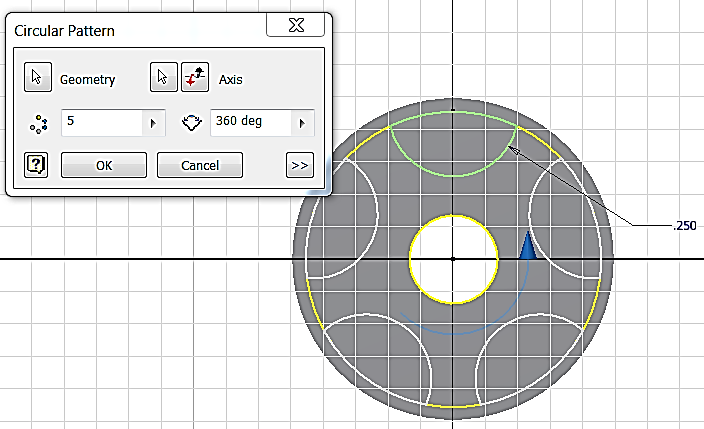 Circular Pattern
Geometry
Axis
5
360 deg
?
OK
Cancel
>>
.250